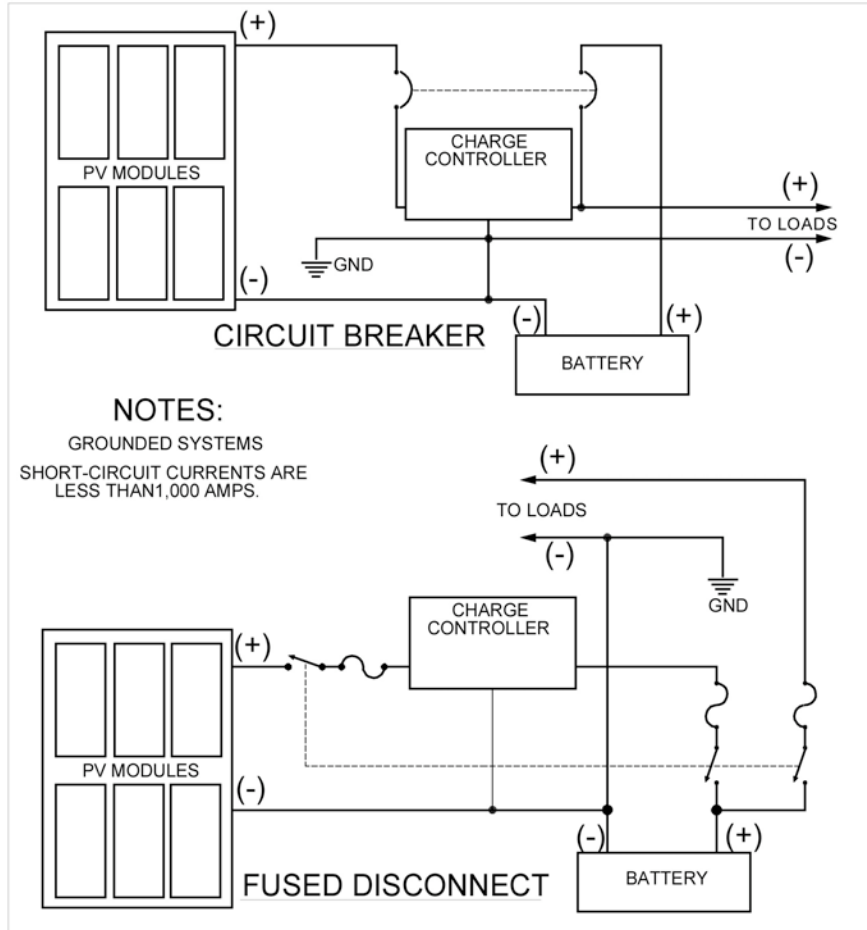 (+)
CHARGE
CONTROLLER
PV MODULES
(+)
TO LOADS
(-)
GND
(-)
CIRCUIT BREAKER
(-)
(+)
BATTERY
NOTES:
GROUNDED SYSTEMS
SHORT-CIRCUIT CURRENTS ARE
LESS THAN1,000 AMPS.
(+)
TO LOADS
(-)
GND
CHARGE
CONTROLLER
(+)
PV MODULES
(-)
(-)
(+)
BATTERY
FUSED DISCONNECT